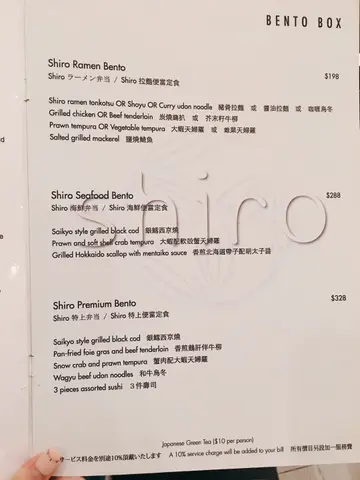 BENTO BOX
Shiro Ramen Bento
Shiro ラーメン弁当 / Shiro 拉麵便當定食 $198
Shiro ramen tonkotsu OR Shoyu OR Curry udon noodle 豬骨拉麵 或 醬油拉麵 或 咖喱烏冬
Grilled chicken OR Beef tenderloin 炭燒雞扒 或 芥末籽牛柳
Prawn tempura OR Vegetable tempura 大蝦天婦羅 或 雜菜天婦羅
Salted grilled mackerel 鹽燒鯖魚
shiro
Shiro Seafood Bento $288
Shiro 海鮮弁当 / Shiro 海鮮便當定食
Saikyo style grilled black cod 銀鱈西京燒
Prawn and soft shell crab tempura 大蝦配軟殼蟹天婦羅
Grilled Hokkaido scallop with mentaiko sauce 香煎北海道帶子配明太子醬
Shiro Premium Bento $328
Shiro 特上弁当 / Shiro 特上便當定食
Saikyo style grilled black cod 銀鱈西京燒
Pan-fried foie gras and beef tenderloin 香煎鵝肝伴牛柳
Snow crab and prawn tempura 蟹肉配大蝦天婦羅
Wagyu beef udon noodles 和牛烏冬
3 pieces assorted sushi 3件壽司
Japanese Green Tea ($10 per person)
サービス料金を別途10%頂戴いたします A 10% service charge will be added to your bill 所有價目另設加一服務費